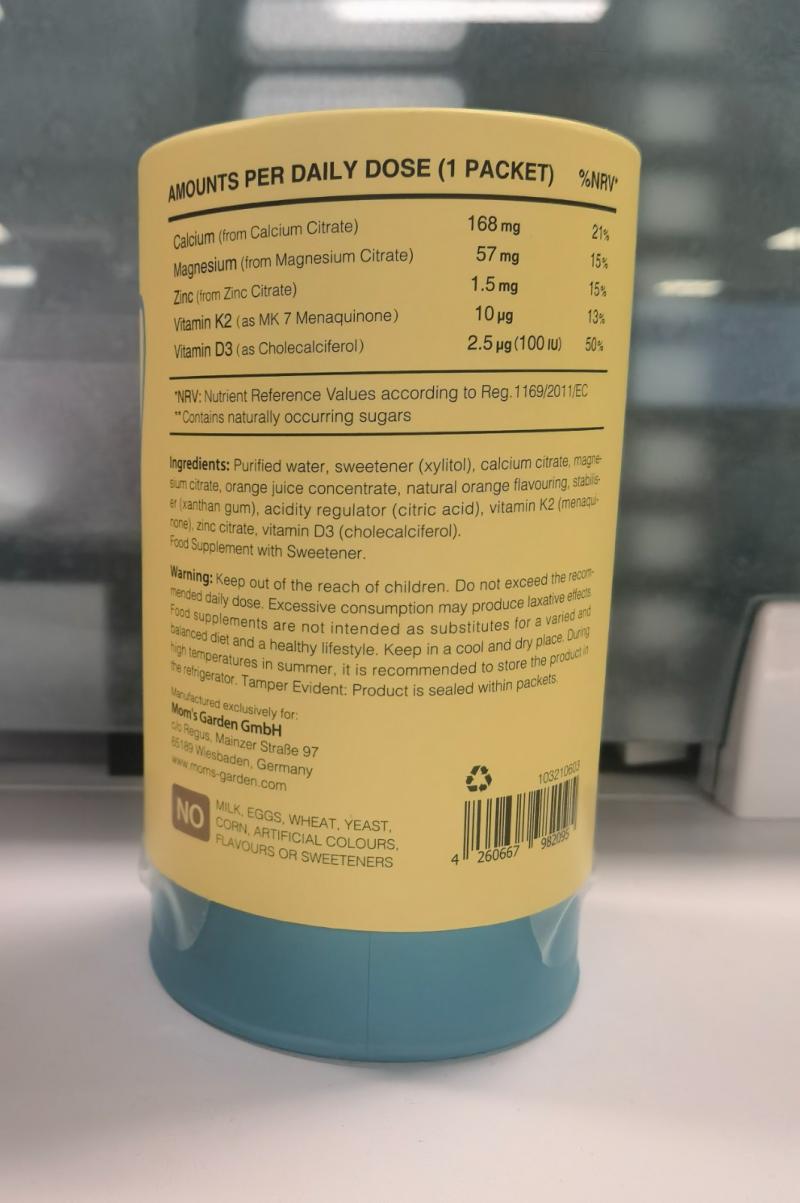 AMOUNTS PER DAILY DOSE (1 PACKET) %NRV*
Calcium (from Calcium Citrate) 168 mg 21%
Magnesium (from Magnesium Citrate) 57 mg 15%
Zinc (from Zinc Citrate) 1.5 mg 15%
Vitamin K2 (as MK 7 Menaquinone) 10 µg 13%
Vitamin D3 (as Cholecalciferol) 2.5 µg (100 IU) 50%
*NRV: Nutrient Reference Values according to Reg.1169/2011/EC
**Contains naturally occurring sugars
Ingredients: Purified water, sweetener (xylitol), calcium citrate, magne-
sium citrate, orange juice concentrate, natural orange flavouring, stabilis-
er (xanthan gum), acidity regulator (citric acid), vitamin K2 (menaqui-
none), zinc citrate, vitamin D3 (cholecalciferol).
Food Supplement with Sweetener.
Warning: Keep out of the reach of children. Do not exceed the recom-
mended daily dose. Excessive consumption may produce laxative effects.
Food supplements are not intended as substitutes for a varied and
balanced diet and a healthy lifestyle. Keep in a cool and dry place. During
high temperatures in summer, it is recommended to store the product in
the refrigerator. Tamper Evident: Product is sealed within packets.
Manufactured exclusively for:
Mom's Garden GmbH
c/o Regus, Mainzer Straße 97
65189 Wiesbaden, Germany
www.moms-garden.com
NO MILK, EGGS, WHEAT, YEAST,
CORN, ARTIFICIAL COLOURS,
FLAVOURS OR SWEETENERS
103210603
4 260667 982095